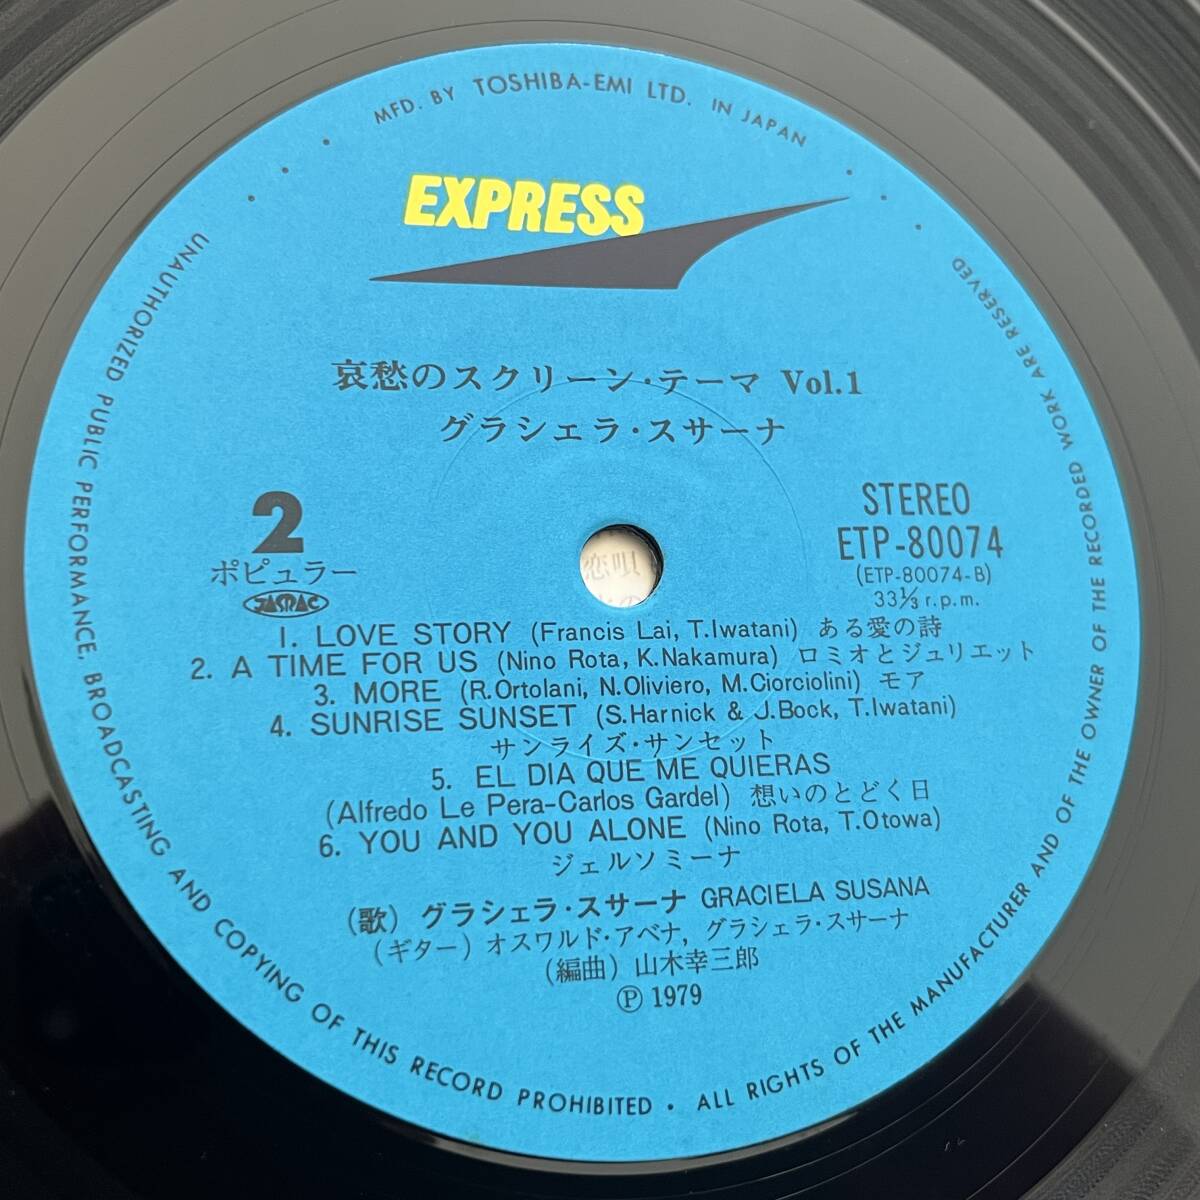 MFD. BY TOSHIBA-EMI LTD. IN JAPAN
EXPRESS
哀愁のスクリーン・テーマ Vol.1
グラシェラ・スサーナ
2
ポピュラー
JASRAC
STEREO
ETP-80074
(ETP-80074-B)
33⅓ r.p.m.
恋唄
1. LOVE STORY (Francis Lai, T.Iwatani) ある愛の詩
2. A TIME FOR US (Nino Rota, K.Nakamura) ロミオとジュリエット
3. MORE (R.Ortolani, N.Oliviero, M.Ciorciolini) モア
4. SUNRISE SUNSET (S.Harnick & J.Bock, T.Iwatani)
サンライズ・サンセット
5. EL DIA QUE ME QUIERAS
(Alfredo Le Pera-Carlos Gardel) 想いのとどく日
6. YOU AND YOU ALONE (Nino Rota, T.Otowa)
ジェルソミーナ
(歌) グラシェラ・スサーナ GRACIELA SUSANA
(ギター) オスワルド・アベナ, グラシェラ・スサーナ
(編曲) 山木幸三郎
Ⓟ 1979
UNAUTHORIZED PUBLIC PERFORMANCE, BROADCASTING AND COPYING OF THIS RECORD PROHIBITED • ALL RIGHTS OF THE MANUFACTURER AND OF THE OWNER OF THE RECORDED WORK ARE RESERVED